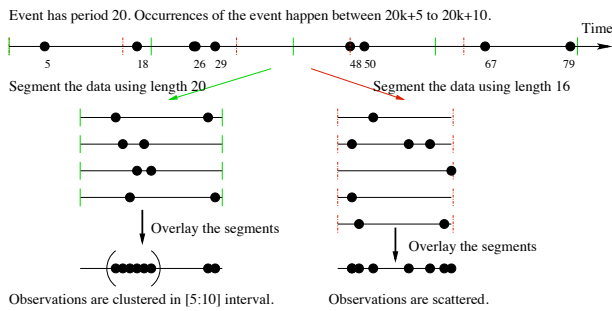 Event has period 20. Occurrences of the event happen between 20k+5 to 20k+10.
Time
5 18 26 29 48 50 67 79
Segment the data using length 20
Segment the data using length 16
Overlay the segments
Overlay the segments
Observations are clustered in [5:10] interval.
Observations are scattered.